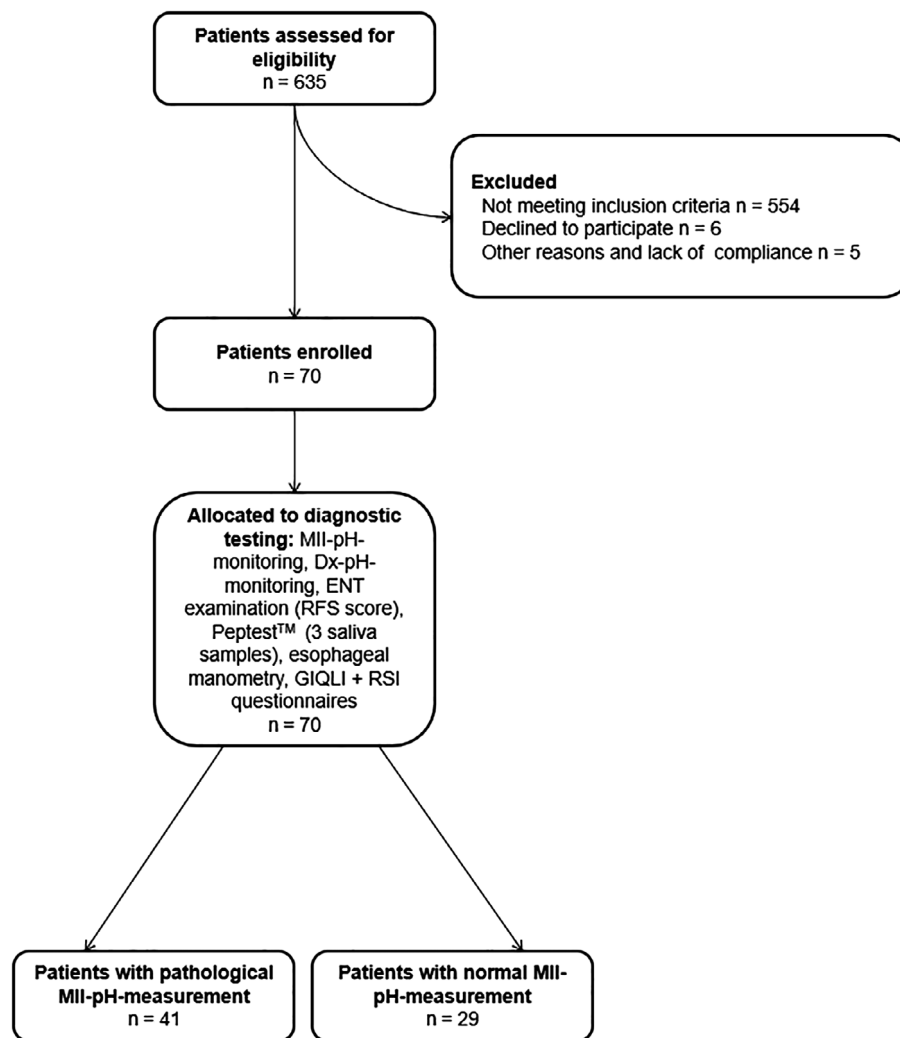 Patients assessed for
eligibility
n = 635
Excluded
Not meeting inclusion criteria n = 554
Declined to participate n = 6
Other reasons and lack of compliance n = 5
Patients enrolled
n = 70
Allocated to diagnostic
testing: MII-pH-
monitoring, Dx-pH-
monitoring, ENT
examination (RFS score),
Peptest™ (3 saliva
samples), esophageal
manometry, GIQLI + RSI
questionnaires
n = 70
Patients with pathological
MII-pH-measurement
n = 41
Patients with normal MII-
pH-measurement
n = 29